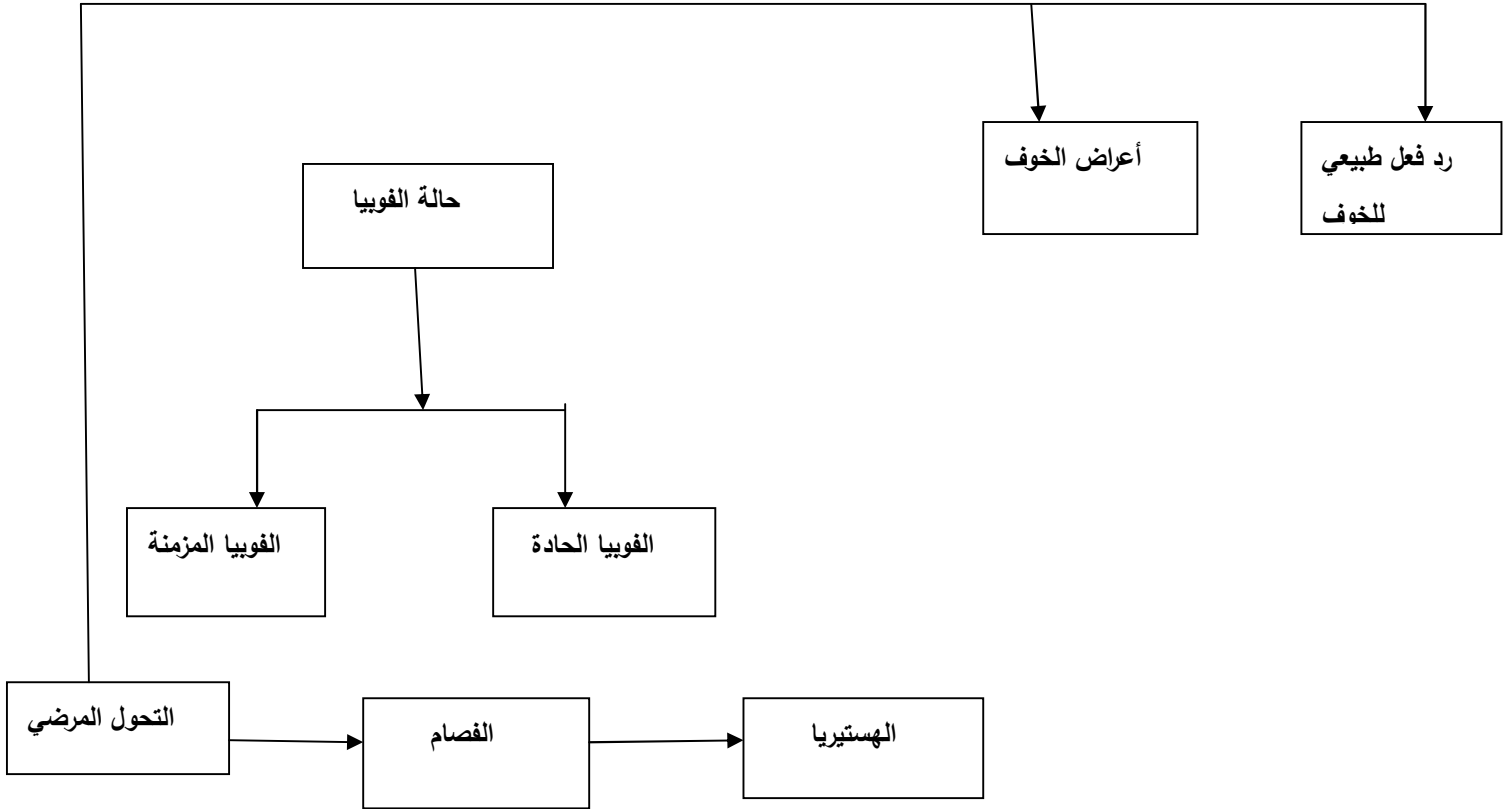 رد فعل طبيعي
للخوف
أعراض الخوف
حالة الفوبيا
الفوبيا الحادة
الفوبيا المزمنة
التحول المرضي
الفصام
الهستيريا